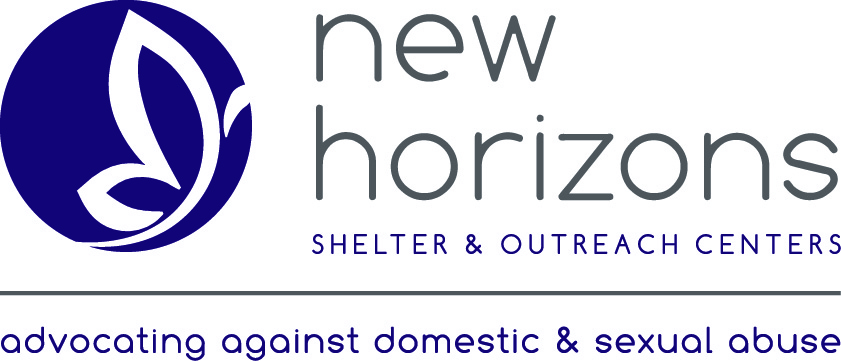 new
horizons
SHELTER & OUTREACH CENTERS
advocating against domestic & sexual abuse